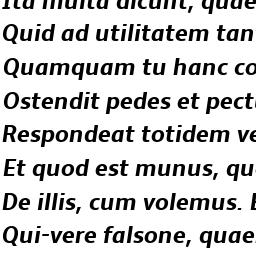 Ita multa dicunt, quae
Quid ad utilitatem tan
Quamquam tu hanc co
Ostendit pedes et pect
Respondeat totidem ve
Et quod est munus, qu
De illis, cum volemus.
Qui-vere falsone, quae